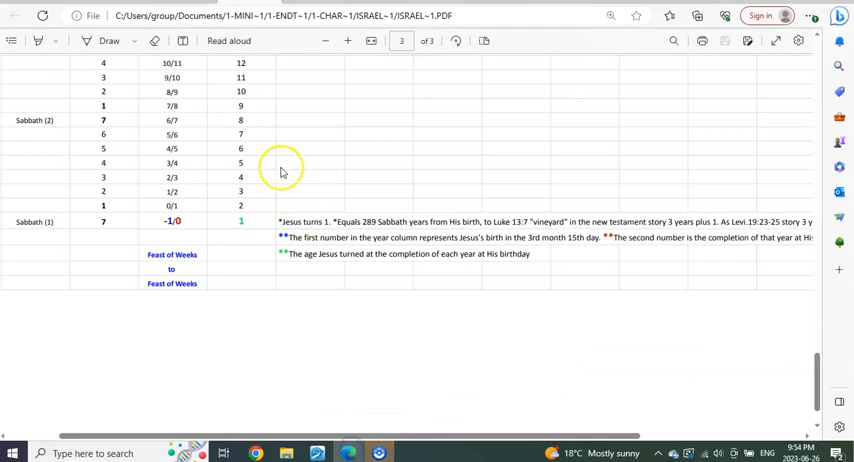 File C:/Users/group/Documents/1-MINI~1/1-ENDT~1/1-CHAR~1/ISRAEL~1/ISRAEL~1.PDF Sign in
Draw Read aloud 3 of 3
4 10/11 12
3 9/10 11
2 8/9 10
1 7/8 9
Sabbath (2) 7 6/7 8
6 5/6 7
5 4/5 6
4 3/4 5
3 2/3 4
2 1/2 3
1 0/1 2
Sabbath (1) 7 -1/0 1 *Jesus turns 1. *Equals 289 Sabbath years from His birth, to Luke 13:7 "vineyard" in the new testament story 3 years plus 1. As Levi.19:23-25 story 3 y
**The first number in the year column represents Jesus's birth in the 3rd month 15th day. **The second number is the completion of that year at His
Feast of Weeks **The age Jesus turned at the completion of each year at His birthday
to
Feast of Weeks
Type here to search 18°C Mostly sunny ENG 9:54 PM
2023-06-26